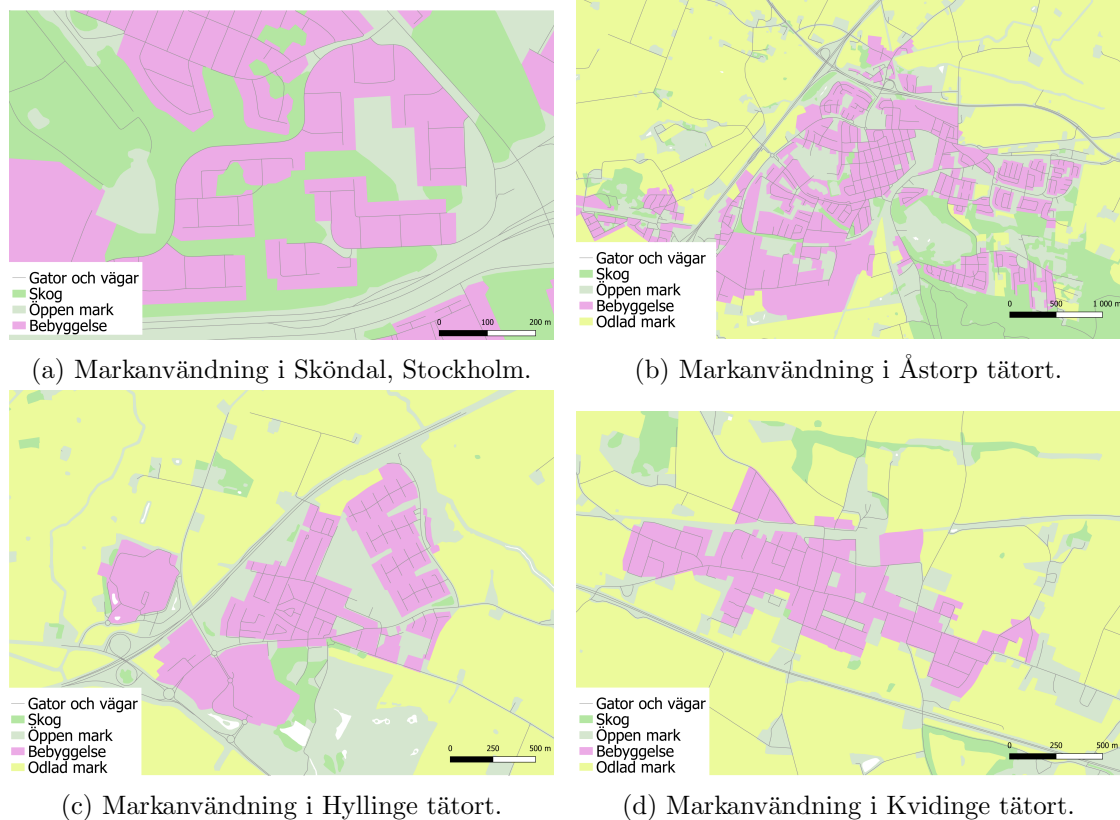 Gator och vägar
Skog
Öppen mark
Bebyggelse
0 100 200 m
(a) Markanvändning i Sköndal, Stockholm.
Gator och vägar
Skog
Öppen mark
Bebyggelse
Odlad mark
0 500 1 000 m
(b) Markanvändning i Åstorp tätort.
Gator och vägar
Skog
Öppen mark
Bebyggelse
Odlad mark
0 250 500 m
(c) Markanvändning i Hyllinge tätort.
Gator och vägar
Skog
Öppen mark
Bebyggelse
Odlad mark
0 250 500 m
(d) Markanvändning i Kvidinge tätort.